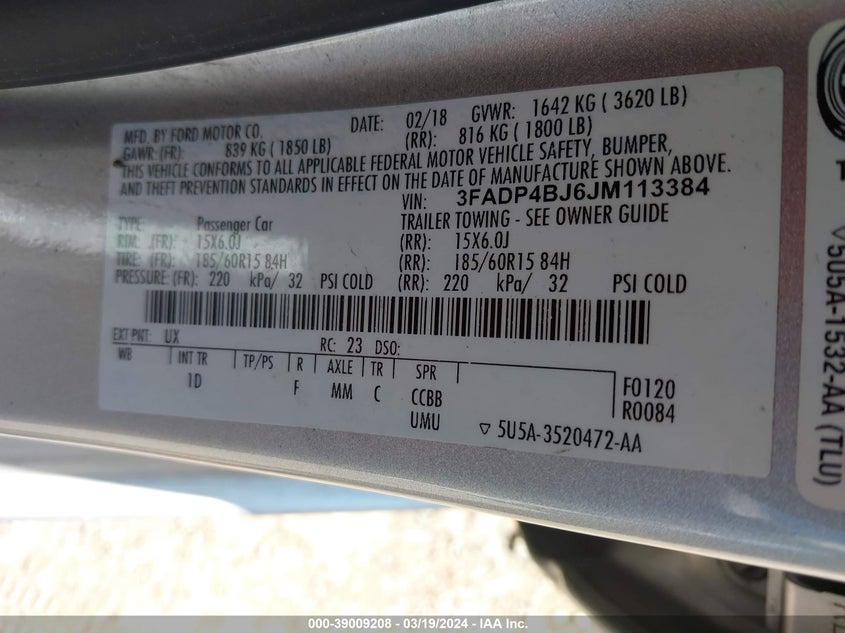 MFD. BY FORD MOTOR CO. DATE: 02/18 GVWR: 1642 KG ( 3620 LB)
GAWR: (FR): 839 KG ( 1850 LB) (RR): 816 KG ( 1800 LB)
THIS VEHICLE CONFORMS TO ALL APPLICABLE FEDERAL MOTOR VEHICLE SAFETY, BUMPER,
AND THEFT PREVENTION STANDARDS IN EFFECT ON THE DATE OF MANUFACTURE SHOWN ABOVE.
VIN: 3FADP4BJ6JM113384
TYPE: Passenger Car TRAILER TOWING - SEE OWNER GUIDE
RIM: (FR): 15X6.0J (RR): 15X6.0J
TIRE: (FR): 185/60R15 84H (RR): 185/60R15 84H
PRESSURE: (FR): 220 kPa/ 32 PSI COLD (RR): 220 kPa/ 32 PSI COLD
EXT PNT: UX RC: 23 DSO:
WB INT TR TP/PS R AXLE TR SPR
1D F MM C CCBB F0120
UMU R0084
▽ 5U5A-3520472-AA
▽5U5A-1532-AA (TLU)
000-39009208 - 03/19/2024 - IAA Inc.